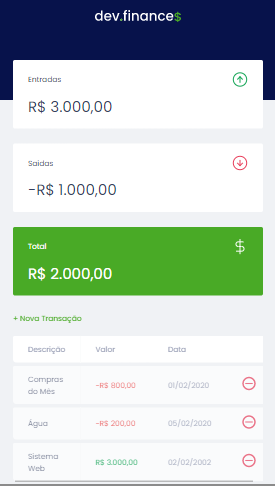 dev.finance$
Entradas
R$ 3.000,00
Saídas
-R$ 1.000,00
Total
R$ 2.000,00
+ Nova Transação
Descrição Valor Data
Compras do Mês -R$ 800,00 01/02/2020
Água -R$ 200,00 05/02/2020
Sistema Web R$ 3.000,00 02/02/2002